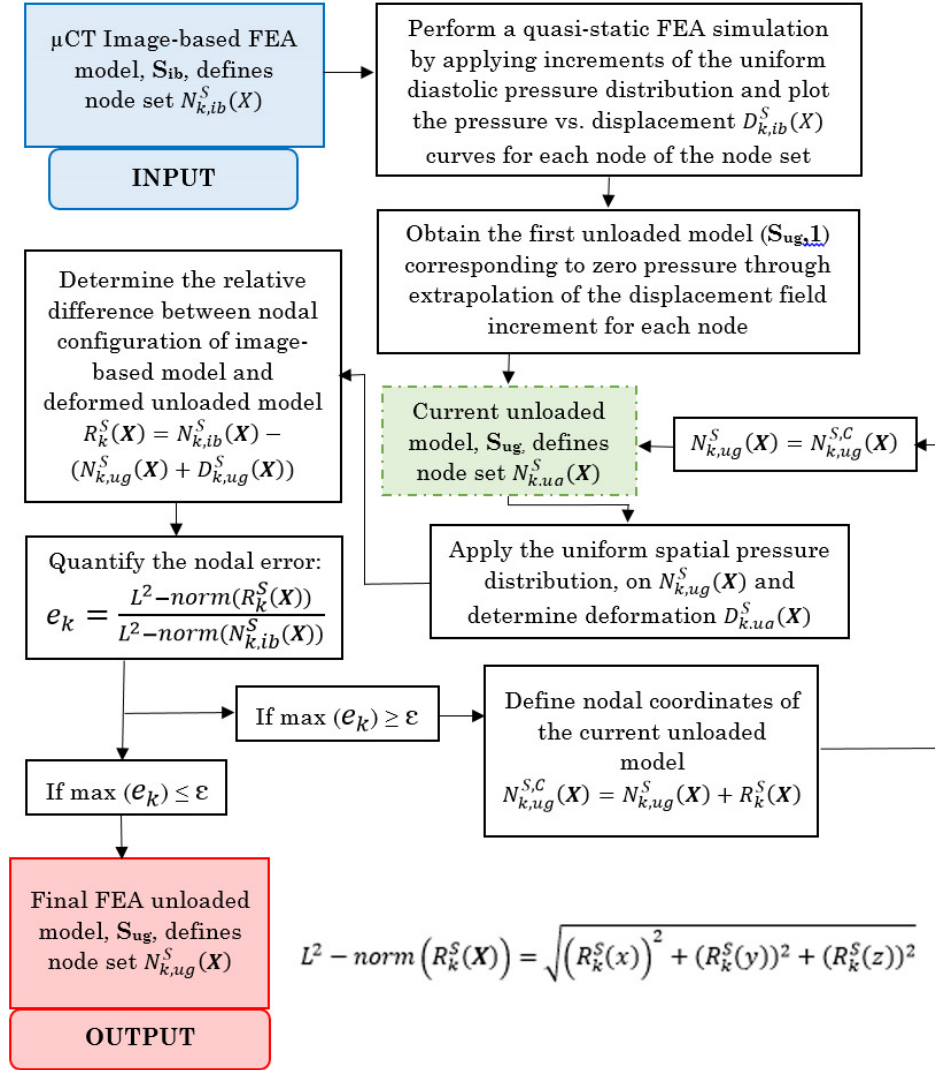 μCT Image-based FEA
model, S_ib, defines
node set N^S_{k,ib}(X)
INPUT
Perform a quasi-static FEA simulation
by applying increments of the uniform
diastolic pressure distribution and plot
the pressure vs. displacement D^S_{k,ib}(X)
curves for each node of the node set
Obtain the first unloaded model (S_ug,1)
corresponding to zero pressure through
extrapolation of the displacement field
increment for each node
Current unloaded
model, S_ug, defines
node set N^S_{k.ug}(X)
N^S_{k,ug}(X) = N^{S,C}_{k,ug}(X)
Apply the uniform spatial pressure
distribution, on N^S_{k,ug}(X) and
determine deformation D^S_{k.ug}(X)
Determine the relative
difference between nodal
configuration of image-
based model and
deformed unloaded model
R^S_k(X) = N^S_{k,ib}(X) −
(N^S_{k,ug}(X) + D^S_{k,ug}(X))
Quantify the nodal error:
e_k = L^2−norm(R^S_k(X)) / L^2−norm(N^S_{k,ib}(X))
If max (e_k) ≥ ε
Define nodal coordinates of
the current unloaded
model
N^{S,C}_{k,ug}(X) = N^S_{k,ug}(X) + R^S_k(X)
If max (e_k) ≤ ε
Final FEA unloaded
model, S_ug, defines
node set N^S_{k,ug}(X)
OUTPUT
L^2 − norm (R^S_k(X)) = √((R^S_k(x))^2 + (R^S_k(y))^2 + (R^S_k(z))^2)